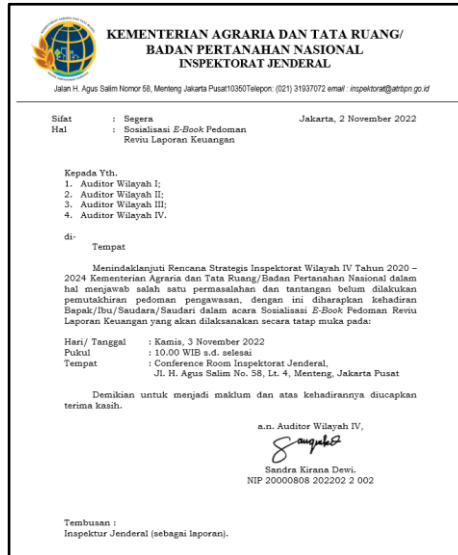 KEMENTERIAN AGRARIA DAN TATA RUANG/
BADAN PERTANAHAN NASIONAL
INSPEKTORAT JENDERAL
Jalan H. Agus Salim Nomor 58, Menteng Jakarta Pusat10350Telepon: (021) 31937072 email : inspektorat@atrbpn.go.id
Sifat : Segera Jakarta, 2 November 2022
Hal : Sosialisasi E-Book Pedoman
Reviu Laporan Keuangan
Kepada Yth.
1. Auditor Wilayah I;
2. Auditor Wilayah II;
3. Auditor Wilayah III;
4. Auditor Wilayah IV.
di-
Tempat
Menindaklanjuti Rencana Strategis Inspektorat Wilayah IV Tahun 2020 –
2024 Kementerian Agraria dan Tata Ruang/Badan Pertanahan Nasional dalam
hal menjawab salah satu permasalahan dan tantangan belum dilakukan
pemutakhiran pedoman pengawasan, dengan ini diharapkan kehadiran
Bapak/Ibu/Saudara/Saudari dalam acara Sosialisasi E-Book Pedoman Reviu
Laporan Keuangan yang akan dilaksanakan secara tatap muka pada:
Hari/ Tanggal : Kamis, 3 November 2022
Pukul : 10.00 WIB s.d. selesai
Tempat : Conference Room Inspektorat Jenderal,
Jl. H. Agus Salim No. 58, Lt. 4, Menteng, Jakarta Pusat
Demikian untuk menjadi maklum dan atas kehadirannya diucapkan
terima kasih.
a.n. Auditor Wilayah IV,
Sandra Kirana Dewi.
NIP 20000808 202202 2 002
Tembusan :
Inspektur Jenderal (sebagai laporan).